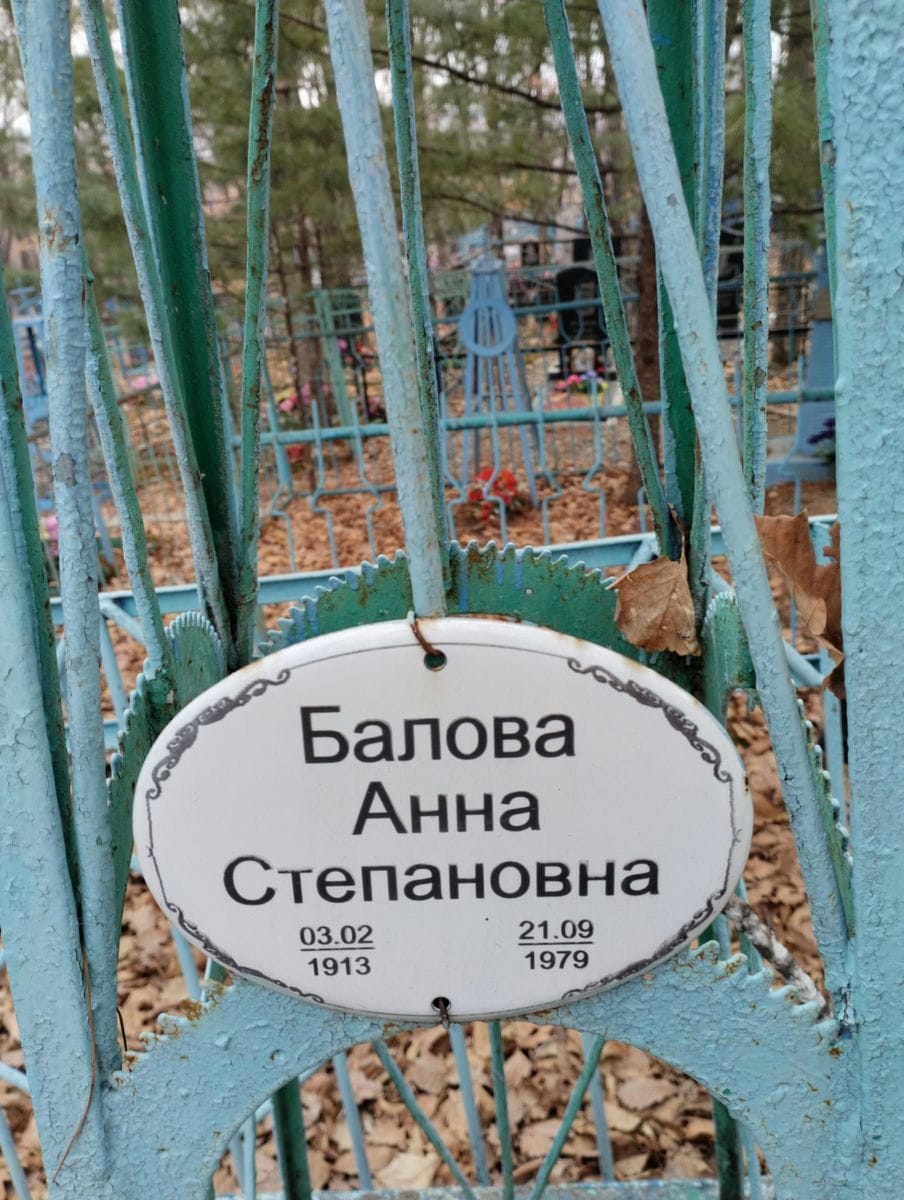 Балова
Анна
Степановна
03.02 21.09
1913 1979